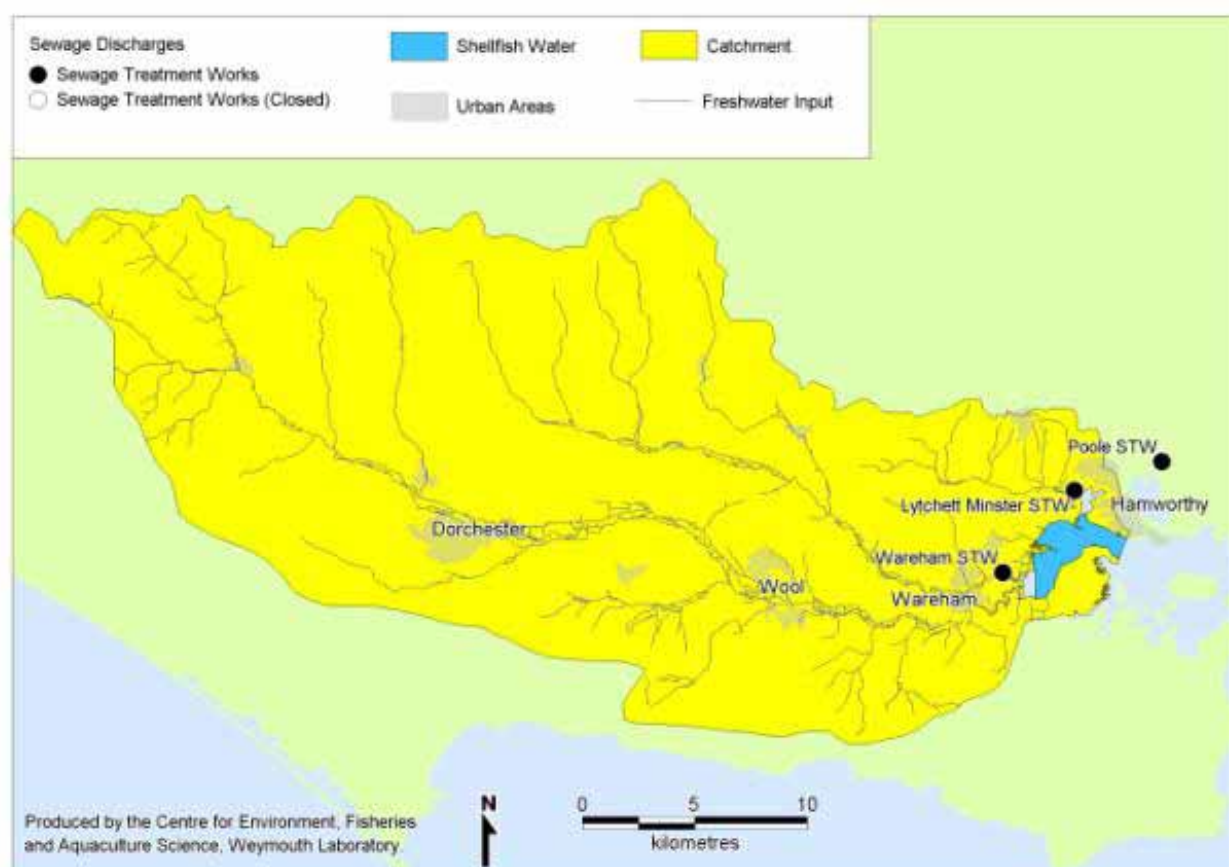 Sewage Discharges
Sewage Treatment Works
Sewage Treatment Works (Closed)
Shellfish Water
Urban Areas
Catchment
Freshwater Input
Poole STW
Lytchett Minster STW
Hamworthy
Dorchester
Wareham STW
Wool
Wareham
N
0 5 10
kilometres
Produced by the Centre for Environment, Fisheries
and Aquaculture Science, Weymouth Laboratory.